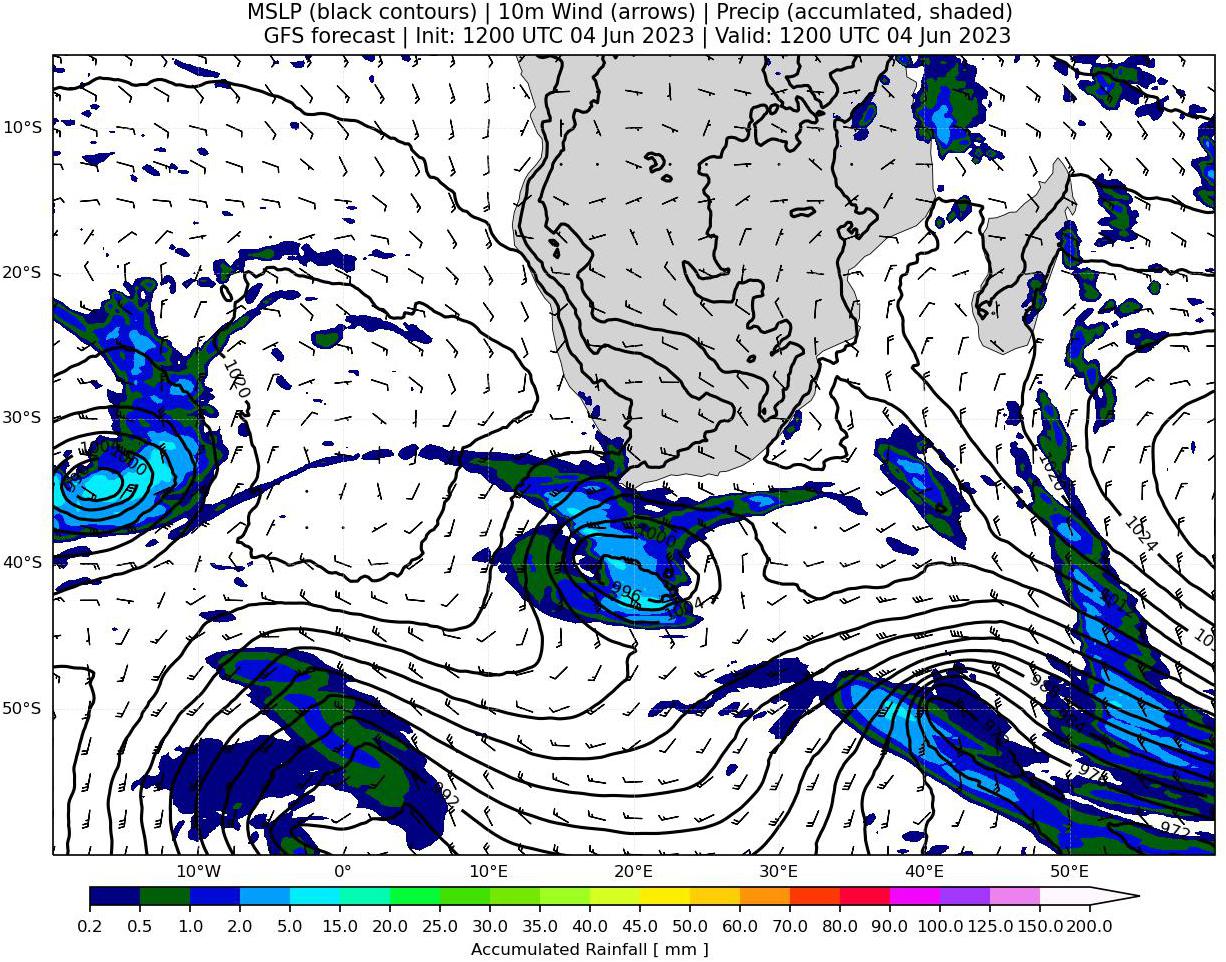 MSLP (black contours) | 10m Wind (arrows) | Precip (accumlated, shaded)
GFS forecast | Init: 1200 UTC 04 Jun 2023 | Valid: 1200 UTC 04 Jun 2023
10°S
20°S
1020
30°S
1020
1024
1000
40°S
996
50°S
976
992
972
10°W 0° 10°E 20°E 30°E 40°E 50°E
0.2 0.5 1.0 2.0 5.0 15.0 20.0 25.0 30.0 35.0 40.0 45.0 50.0 60.0 70.0 80.0 90.0 100.0 125.0 150.0 200.0
Accumulated Rainfall [ mm ]